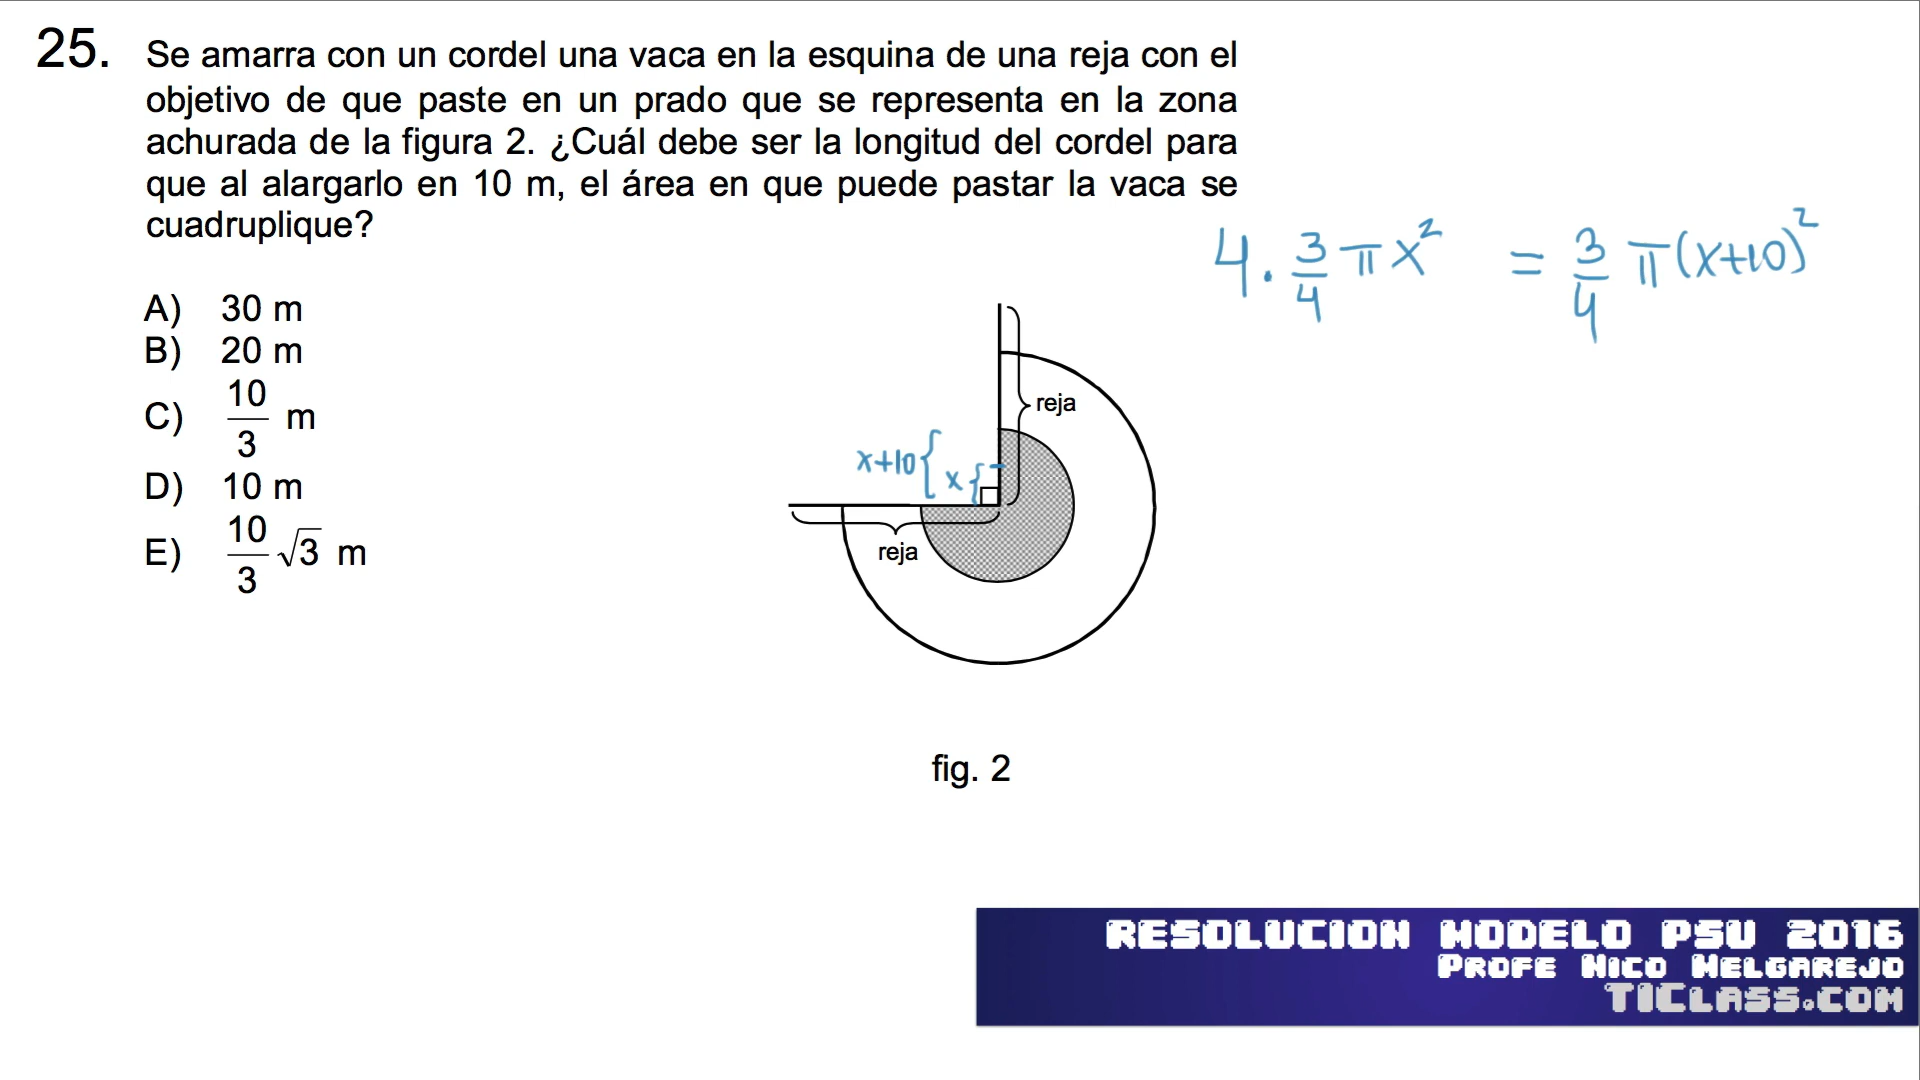 25. Se amarra con un cordel una vaca en la esquina de una reja con el
objetivo de que paste en un prado que se representa en la zona
achurada de la figura 2. ¿Cuál debe ser la longitud del cordel para
que al alargarlo en 10 m, el área en que puede pastar la vaca se
cuadruplique?
4 · 3/4 π x² = 3/4 π (x+10)²
A) 30 m
B) 20 m
C) 10/3 m
D) 10 m
E) 10/3 √3 m
reja
x+10{ x{
reja
fig. 2
RESOLUCION MODELO PSU 2016
PROFE NICO MELGAREJO
TICLASS.COM